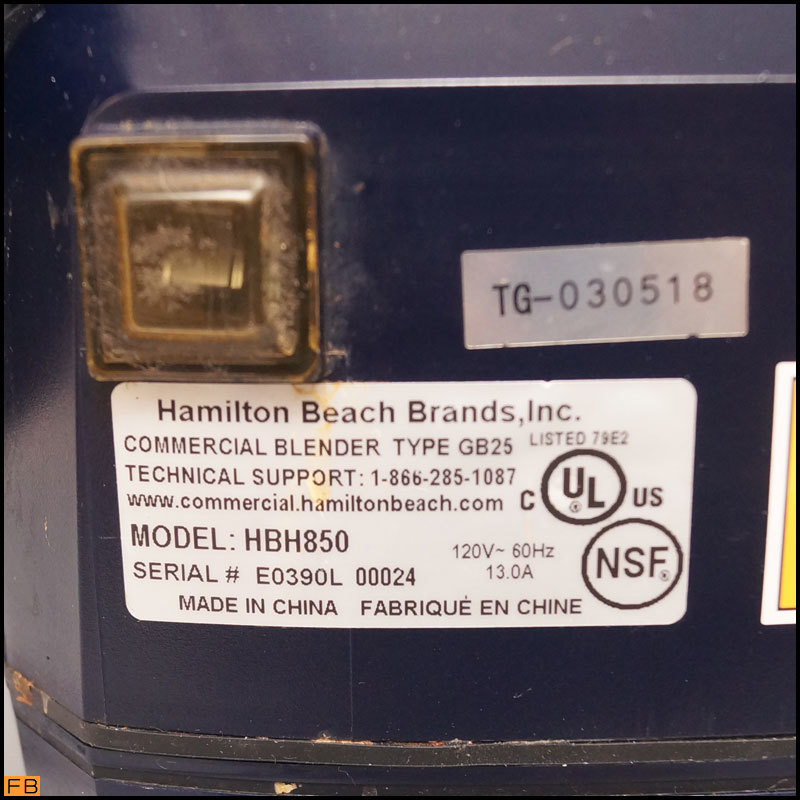 TG-030518
Hamilton Beach Brands,Inc.
COMMERCIAL BLENDER TYPE GB25 LISTED 79E2
TECHNICAL SUPPORT: 1-866-285-1087
www.commercial.hamiltonbeach.com
C UL US
MODEL: HBH850
120V~ 60Hz
13.0A
NSF®
SERIAL # E0390L 00024
MADE IN CHINA FABRIQUÉ EN CHINE
FB